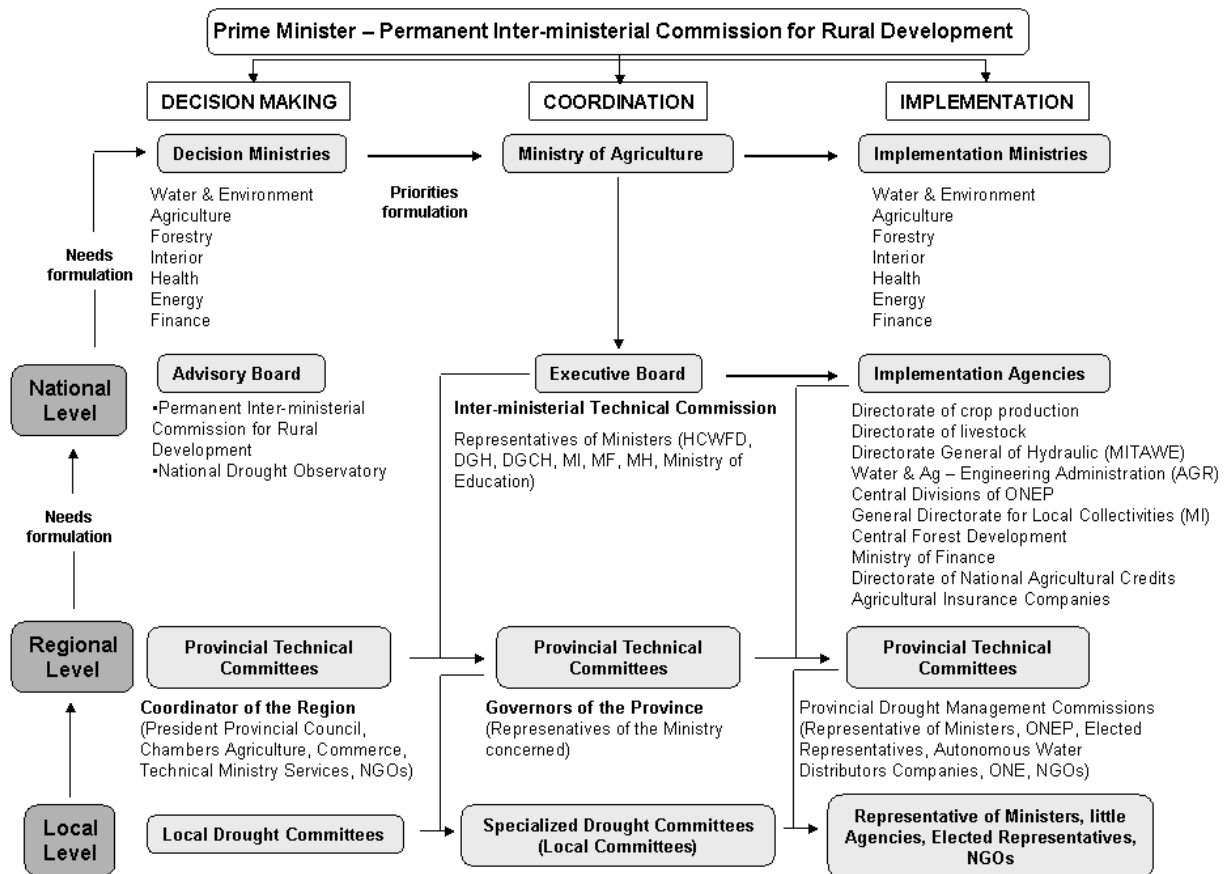 Prime Minister – Permanent Inter-ministerial Commission for Rural Development
DECISION MAKING
COORDINATION
IMPLEMENTATION
Decision Ministries
Ministry of Agriculture
Implementation Ministries
Priorities
formulation
Water & Environment
Agriculture
Forestry
Interior
Health
Energy
Finance
Water & Environment
Agriculture
Forestry
Interior
Health
Energy
Finance
Needs
formulation
National
Level
Advisory Board
Executive Board
Implementation Agencies
▪Permanent Inter-ministerial
Commission for Rural
Development
▪National Drought Observatory
Inter-ministerial Technical Commission
Representatives of Ministers (HCWFD,
DGH, DGCH, MI, MF, MH, Ministry of
Education)
Directorate of crop production
Directorate of livestock
Directorate General of Hydraulic (MITAWE)
Water & Ag – Engineering Administration (AGR)
Central Divisions of ONEP
General Directorate for Local Collectivities (MI)
Central Forest Development
Ministry of Finance
Directorate of National Agricultural Credits
Agricultural Insurance Companies
Needs
formulation
Regional
Level
Provincial Technical
Committees
Provincial Technical
Committees
Provincial Technical
Committees
Coordinator of the Region
(President Provincial Council,
Chambers Agriculture, Commerce,
Technical Ministry Services, NGOs)
Governors of the Province
(Represenatives of the Ministry
concerned)
Provincial Drought Management Commissions
(Representative of Ministers, ONEP, Elected
Representatives, Autonomous Water
Distributors Companies, ONE, NGOs)
Local
Level
Local Drought Committees
Specialized Drought Committees
(Local Committees)
Representative of Ministers, little
Agencies, Elected Representatives,
NGOs